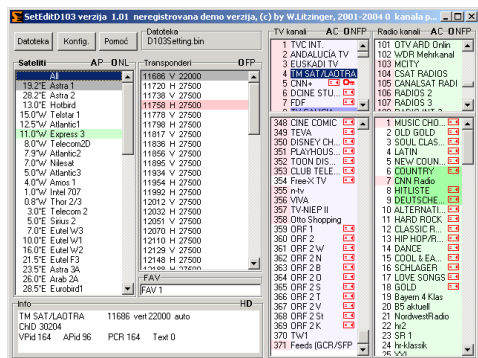 SetEditD103 verzija 1.01 neregistrovana demo verzija, (c) by W.Litzinger, 2001-2004 0 kanala p...
Datoteka Konfig. Pomoć
Datoteka
D103Setting.bin
Sateliti AP ONL
All
19.2°E Astra 1
28.2°E Astra 2
13.0°E Hotbird
15.0°W Telstar 1
12.5°W Atlantic1
11.0°W Express 3
8.0°W Telecom2D
7.9°W Atlantic2
7.0°W Nilesat
5.0°W Atlantic3
4.0°W Amos 1
1.0°W Intel 707
0.8°W Thor 2/3
3.0°E Telecom 2
5.0°E Sirius 2
7.0°E Eutel W3
10.0°E Eutel W1
16.0°E Eutel W2
21.5°E Eutel F3
23.5°E Astra 3A
26.0°E Arab 2A
28.5°E Eurobird1
Transponderi OFP
11686 V 22000
11720 H 27500
11738 V 27500
11758 H 27500
11778 V 27500
11798 H 27500
11817 V 27500
11836 H 27500
11856 V 27500
11914 H 27500
11934 V 27500
11954 H 27500
11992 H 27500
12012 V 27500
12032 H 27500
12051 V 27500
12070 H 27500
12110 H 27500
12129 V 27500
12148 H 27500
12188 H 27500
FAV
FAV 1
Info HD
TM SAT/LAOTRA 11686 vert 22000 auto
ChID 30204
VPid 164 APid 96 PCR 164 Text 0
TV kanali AC ONFP
1 TVC INT.
2 ANDALUCÍA TV
3 EUSKADI TV
4 TM SAT/LAOTRA
5 CNN+
6 DCINE STU...
7 FDF
348 CINE COMIC
349 TEVA
350 DISNEY CH...
351 PLAYHOUS...
352 TOON DIS...
353 CLUB TELE...
354 Free-X TV
355 n-tv
356 VIVA
357 TV-NIEP II
358 Otto Shopping
359 ORF 1
360 ORF 2
361 ORF 2 W
362 ORF 2 N
363 ORF 2 B
364 ORF 2 O
365 ORF 2 S
366 ORF 2 T
367 ORF 2 V
368 ORF 2 St
369 ORF 2 K
370 TW1
371 Feeds (GCR/SFP
Radio kanali AC ONFP
101 OTV ARD Onlin
102 WDR Mehrkanal
103 MCITY
104 CSAT RADIOS
105 CANALSAT RADI
106 RADIOS 2
107 RADIOS 3
1 MUSIC CHO...
2 OLD GOLD
3 SOUL CLAS...
4 LATIN
5 NEW COUN...
6 COUNTRY
7 CNN Radio
8 HITLISTE
9 DEUTSCHE...
10 ALTERNATI...
11 HARD ROCK
12 CLASSIC R...
13 HIP HOP/R...
14 DANCE
15 COOL & EA...
16 SCHLAGER
17 LOVE SONGS
18 GOLD
19 Bayern 4 Klas
20 B5 aktuell
21 NordwestRadio
22 hr2
23 SR 1
24 hr-klassik